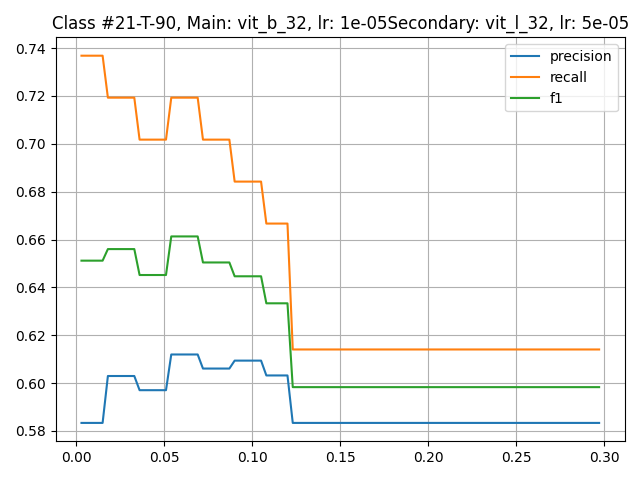 Class #21-T-90, Main: vit_b_32, lr: 1e-05Secondary: vit_l_32, lr: 5e-05
precision
recall
f1
0.74
0.72
0.70
0.68
0.66
0.64
0.62
0.60
0.58
0.00 0.05 0.10 0.15 0.20 0.25 0.30